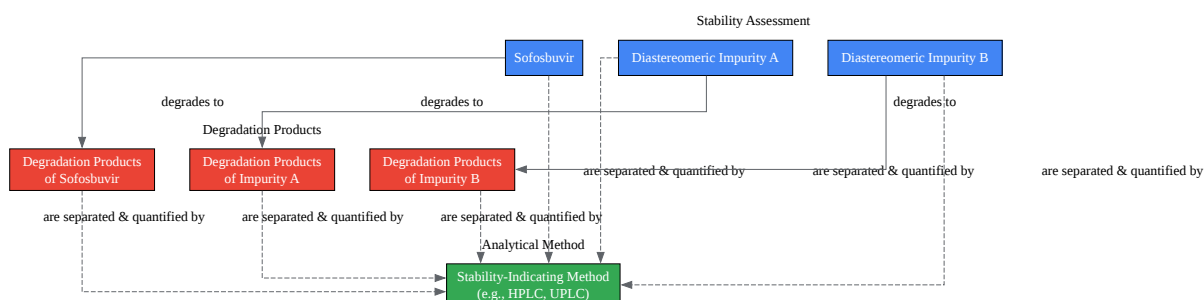 Stability Assessment
Sofosbuvir
Diastereomeric Impurity A
Diastereomeric Impurity B
degrades to
degrades to
degrades to
Degradation Products
Degradation Products
of Sofosbuvir
Degradation Products
of Impurity A
Degradation Products
of Impurity B
are separated & quantified by
are separated & quantified by
are separated & quantified by
are separated & quantified by
are separated & quantified by
are separated & quantified by
Analytical Method
Stability-Indicating Method
(e.g., HPLC, UPLC)